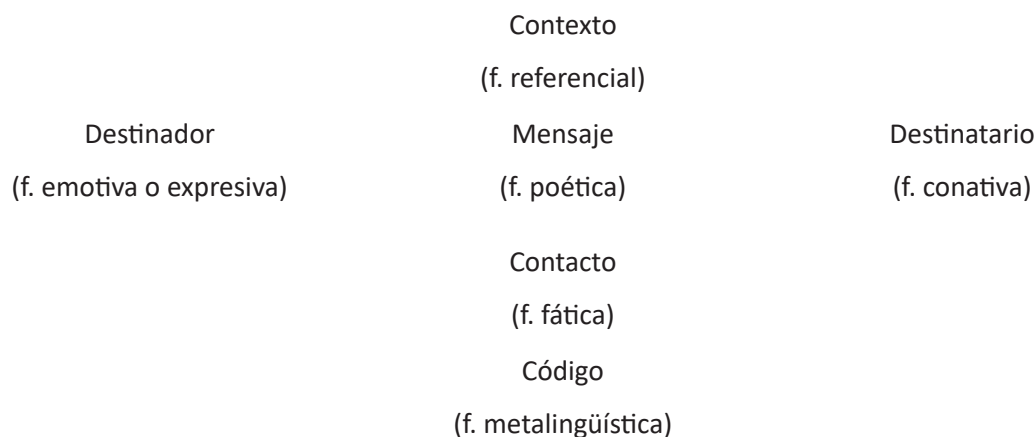 Contexto
(f. referencial)
Destinador Mensaje Destinatario
(f. emotiva o expresiva) (f. poética) (f. conativa)
Contacto
(f. fática)
Código
(f. metalingüística)